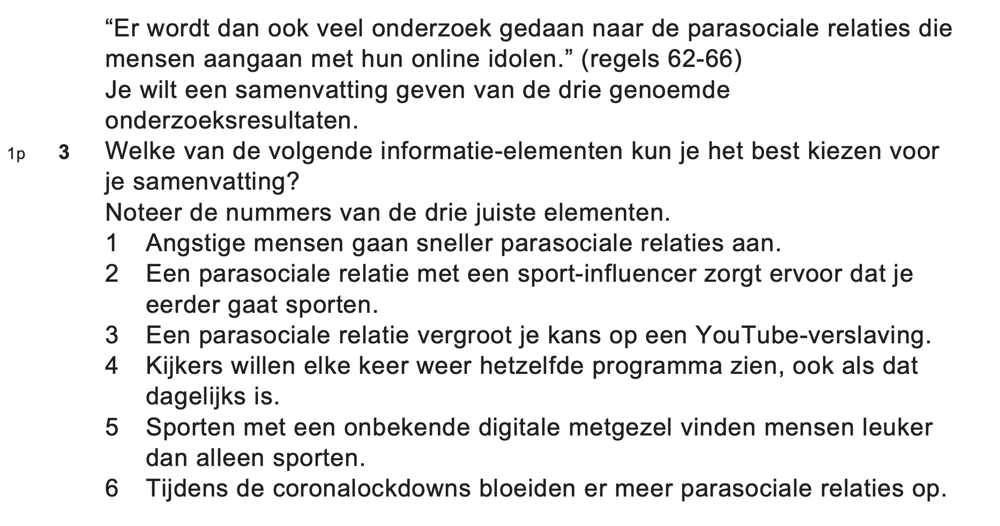 “Er wordt dan ook veel onderzoek gedaan naar de parasociale relaties die
mensen aangaan met hun online idolen.” (regels 62-66)
Je wilt een samenvatting geven van de drie genoemde
onderzoeksresultaten.
1p 3 Welke van de volgende informatie-elementen kun je het best kiezen voor
je samenvatting?
Noteer de nummers van de drie juiste elementen.
1 Angstige mensen gaan sneller parasociale relaties aan.
2 Een parasociale relatie met een sport-influencer zorgt ervoor dat je
eerder gaat sporten.
3 Een parasociale relatie vergroot je kans op een YouTube-verslaving.
4 Kijkers willen elke keer weer hetzelfde programma zien, ook als dat
dagelijks is.
5 Sporten met een onbekende digitale metgezel vinden mensen leuker
dan alleen sporten.
6 Tijdens de coronalockdowns bloeiden er meer parasociale relaties op.